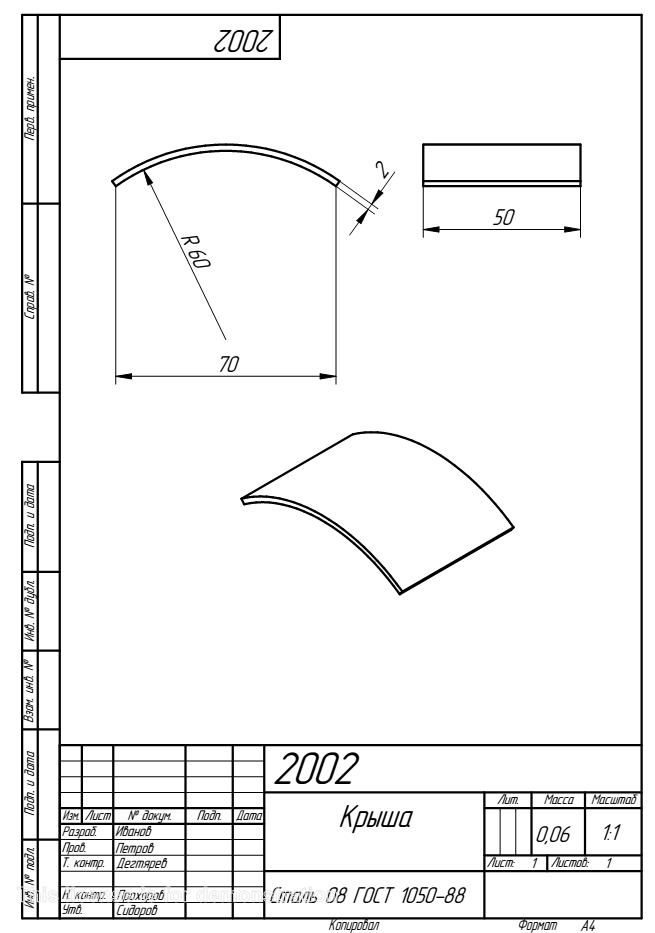 2002
Перв. примен.
Справ. №
2
50
R 60
70
Подп. и дата
Инв. № дубл.
Взам. инв. №
Подп. и дата
Инв. № подл.
2002
Крыша
Лит. Масса Масштаб
0,06 1:1
Изм. Лист № докум. Подп. Дата
Разраб. Иванов
Пров. Петров
Т. контр. Дегтярев
Лист: 1 Листов: 1
Н. контр. Прохоров
Утв. Сидоров
Сталь 08 ГОСТ 1050-88
Копировал Формат А4